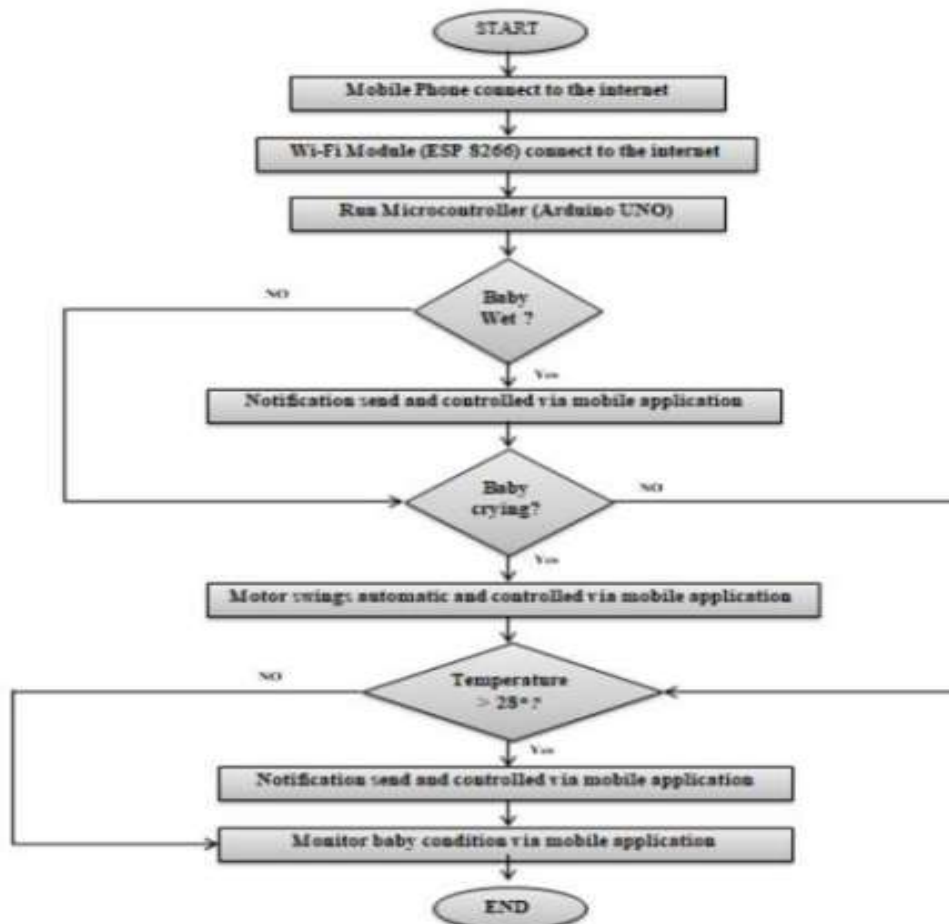 START
Mobile Phone connect to the internet
Wi-Fi Module (ESP 8266) connect to the internet
Run Microcontroller (Arduino UNO)
NO
Baby
Wet ?
Yes
Notification send and controlled via mobile application
Baby
crying?
NO
Yes
Motor swings automatic and controlled via mobile application
NO
Temperature
> 28°?
Yes
Notification send and controlled via mobile application
Monitor baby condition via mobile application
END